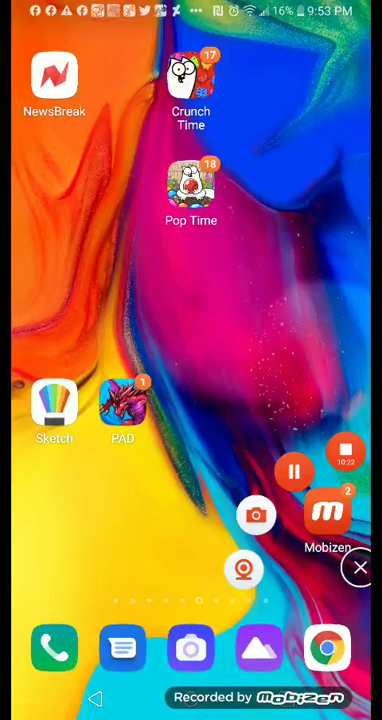 16% 9:53 PM
17
NewsBreak
Crunch
Time
18
Pop Time
1
Sketch
PAD
10:22
2
Mobizen
Recorded by mobizen